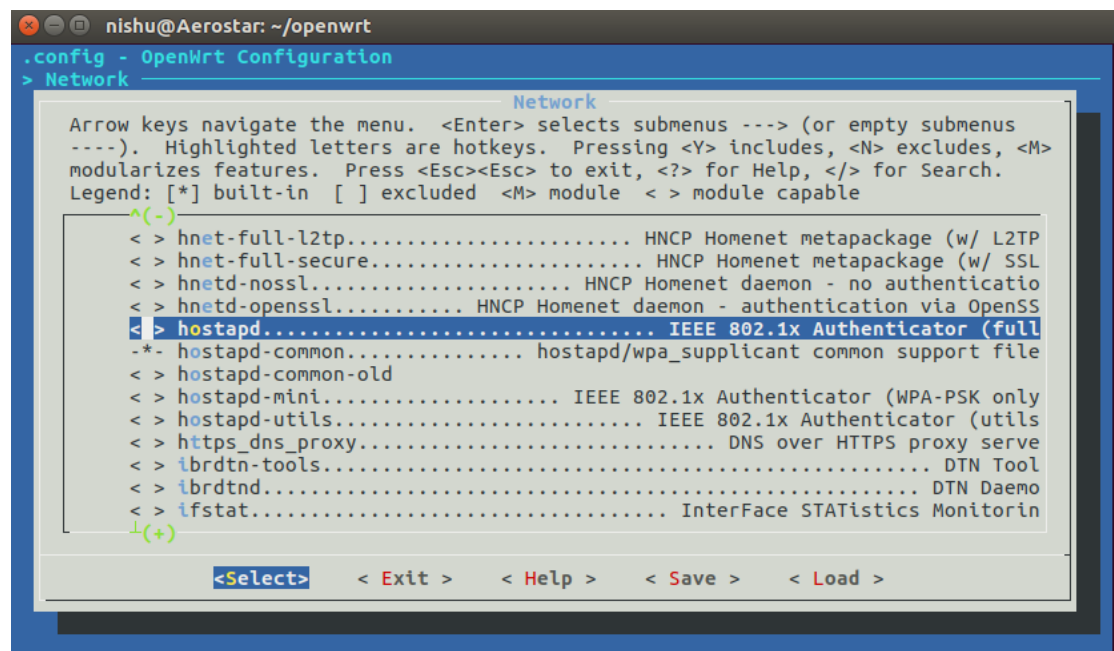 nishu@Aerostar: ~/openwrt
.config - OpenWrt Configuration
> Network
Network
Arrow keys navigate the menu.  <Enter> selects submenus ---> (or empty submenus
----).  Highlighted letters are hotkeys.  Pressing <Y> includes, <N> excludes, <M>
modularizes features.  Press <Esc><Esc> to exit, <?> for Help, </> for Search.
Legend: [*] built-in  [ ] excluded  <M> module  < > module capable
^(-)
< > hnet-full-l2tp........................ HNCP Homenet metapackage (w/ L2TP
< > hnet-full-secure...................... HNCP Homenet metapackage (w/ SSL
< > hnetd-nossl...................... HNCP Homenet daemon - no authenticatio
< > hnetd-openssl............ HNCP Homenet daemon - authentication via OpenSS
< > hostapd................................. IEEE 802.1x Authenticator (full
-*- hostapd-common............... hostapd/wpa_supplicant common support file
< > hostapd-common-old
< > hostapd-mini.................... IEEE 802.1x Authenticator (WPA-PSK only
< > hostapd-utils........................... IEEE 802.1x Authenticator (utils
< > https_dns_proxy.............................. DNS over HTTPS proxy serve
< > ibrdtn-tools................................................... DTN Tool
< > ibrdtnd....................................................... DTN Daemo
< > ifstat................................... InterFace STATistics Monitorin
┴(+)
<Select>    < Exit >    < Help >    < Save >    < Load >